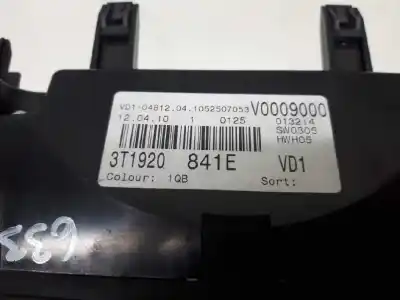 VD1-04812.04.1052507053 V0009000
12.04.10 1 0125 013214
SW0305
HWH05
3T1920 841E VD1
Colour: 1QB Sort:
633